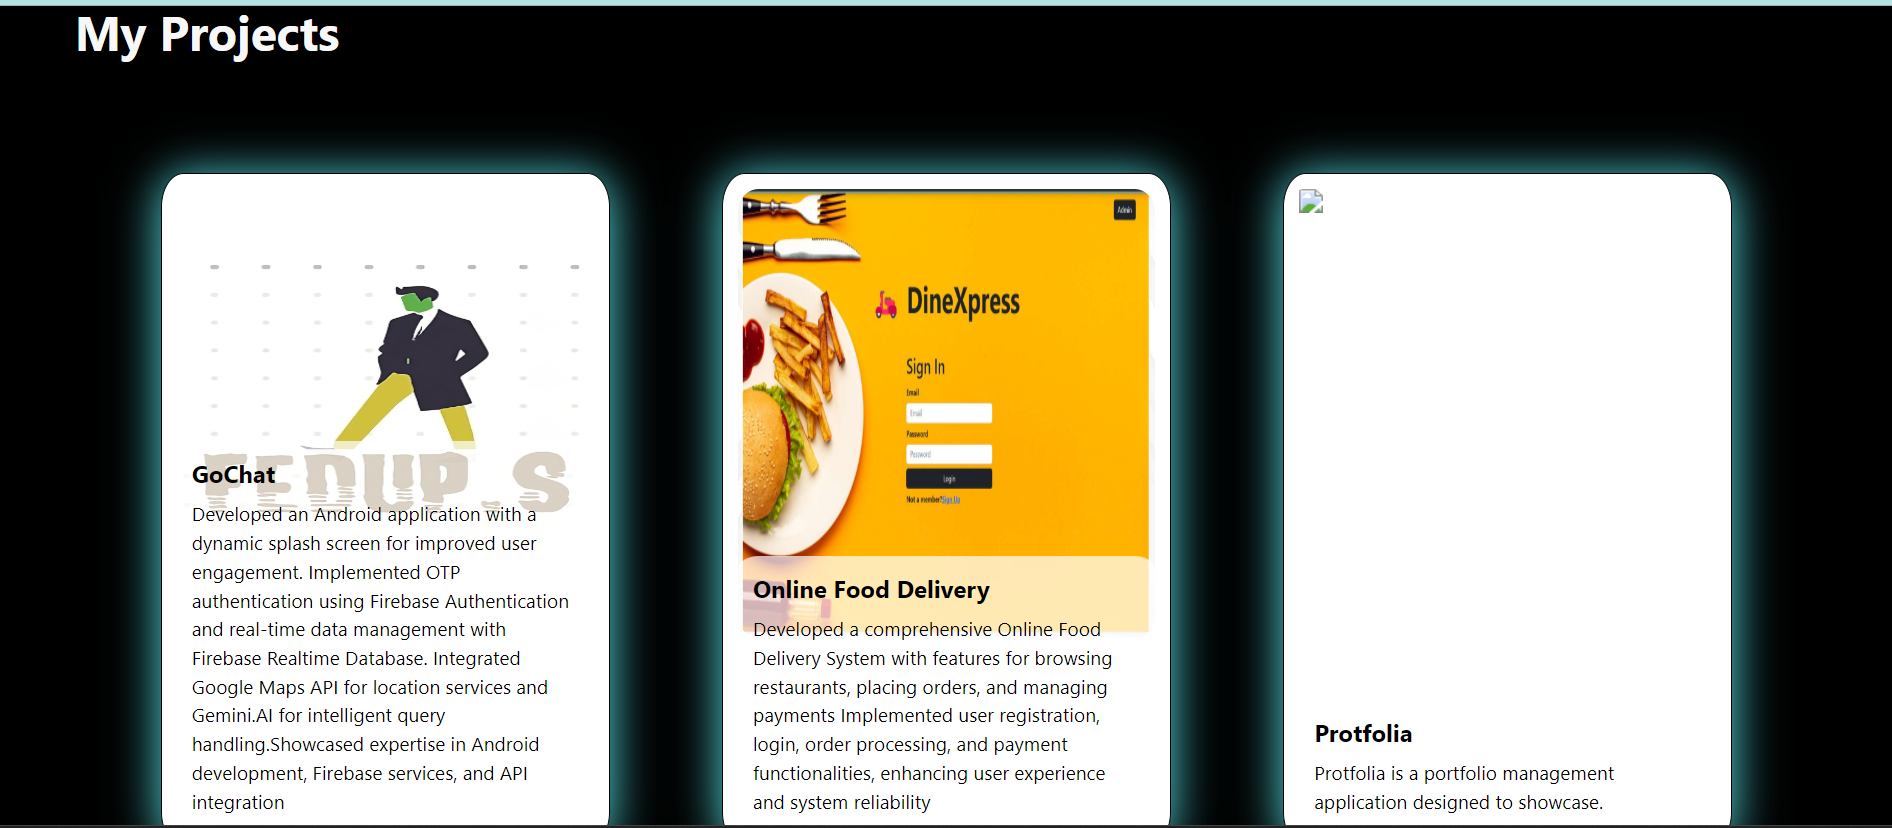 My Projects
FEDUP.S
GoChat
Developed an Android application with a
dynamic splash screen for improved user
engagement. Implemented OTP
authentication using Firebase Authentication
and real-time data management with
Firebase Realtime Database. Integrated
Google Maps API for location services and
Gemini.AI for intelligent query
handling.Showcased expertise in Android
development, Firebase services, and API
integration
Admin
DineXpress
Sign In
Email
Email
Password
Password
Login
Not a member?Sign Up
Online Food Delivery
Developed a comprehensive Online Food
Delivery System with features for browsing
restaurants, placing orders, and managing
payments Implemented user registration,
login, order processing, and payment
functionalities, enhancing user experience
and system reliability
Protfolia
Protfolia is a portfolio management
application designed to showcase.